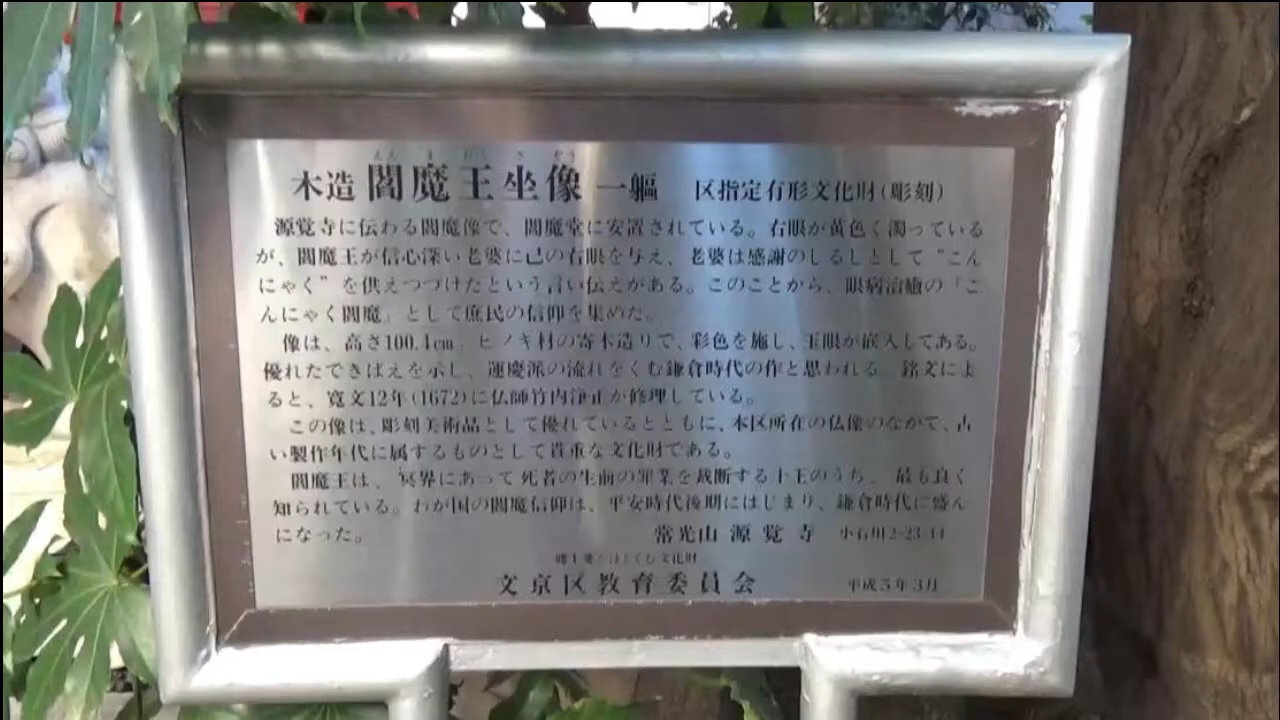 えんまおうざぞう
木造 閻魔王坐像 一軀 区指定有形文化財(彫刻)
源覚寺に伝わる閻魔像で、閻魔堂に安置されている。右眼が黄色く濁っている
が、閻魔王が信心深い老婆に己の右眼を与え、老婆は感謝のしるしとして“こん
にゃく”を供えつづけたという言い伝えがある。このことから、眼病治癒の「こ
んにゃく閻魔」として庶民の信仰を集めた。
像は、高さ100.4cm、ヒノキ材の寄木造りで、彩色を施し、玉眼が嵌入してある。
優れたできばえを示し、運慶派の流れをくむ鎌倉時代の作と思われる。銘文によ
ると、寛文12年(1672)に仏師竹内浄正が修理している。
この像は、彫刻美術品として優れているとともに、本区所在の仏像のなかで、古
い製作年代に属するものとして貴重な文化財である。
閻魔王は、冥界にあって死者の生前の罪業を裁断する十王のうち、最も良く
知られている。わが国の閻魔信仰は、平安時代後期にはじまり、鎌倉時代に盛ん
になった。
常光山 源覚寺 小石川2-23-14
郷土愛をはぐくむ文化財
文京区教育委員会 平成5年3月